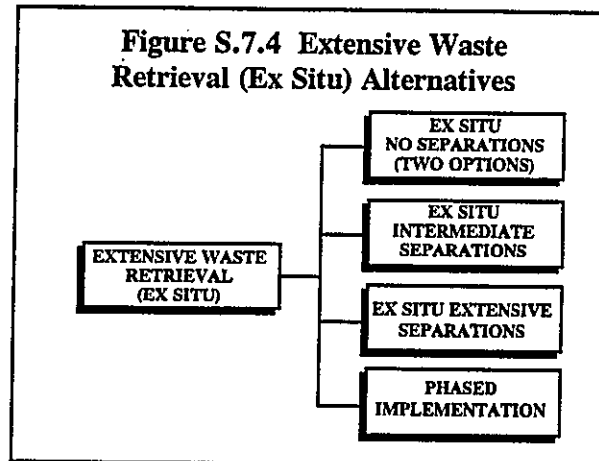 Figure S.7.4 Extensive Waste
Retrieval (Ex Situ) Alternatives
EX SITU
NO SEPARATIONS
(TWO OPTIONS)
EX SITU
INTERMEDIATE
SEPARATIONS
EXTENSIVE WASTE
RETRIEVAL
(EX SITU)
EX SITU EXTENSIVE
SEPARATIONS
PHASED
IMPLEMENTATION